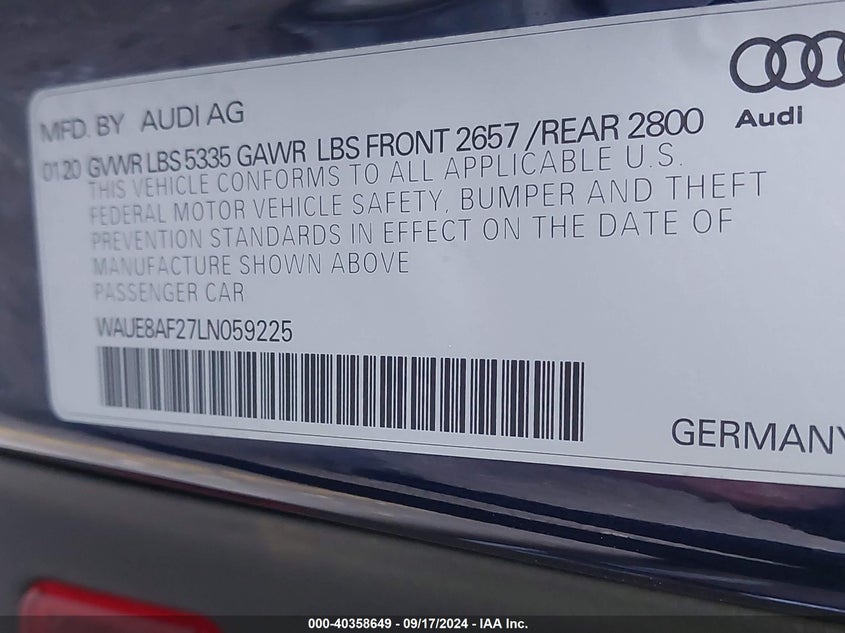 MFD. BY AUDI AG
Audi
01 20 GVWR LBS 5335 GAWR LBS FRONT 2657 /REAR 2800
THIS VEHICLE CONFORMS TO ALL APPLICABLE U.S.
FEDERAL MOTOR VEHICLE SAFETY, BUMPER AND THEFT
PREVENTION STANDARDS IN EFFECT ON THE DATE OF
MANUFACTURE SHOWN ABOVE
PASSENGER CAR
WAUE8AF27LN059225
GERMANY
000-40358649 - 09/17/2024 - IAA Inc.